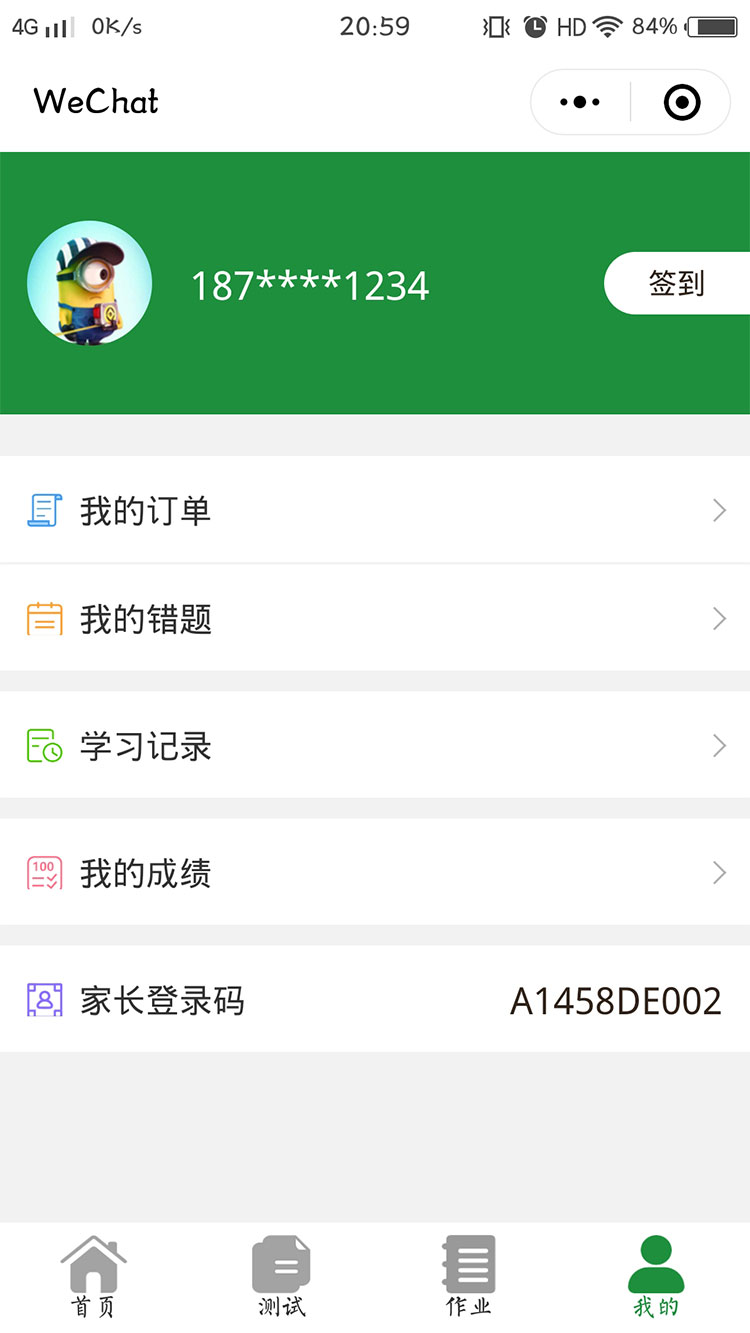 4G 0K/s 20:59 HD 84%
WeChat
187****1234 签到
我的订单
我的错题
学习记录
100 我的成绩
家长登录码 A1458DE002
首页 测试 作业 我的